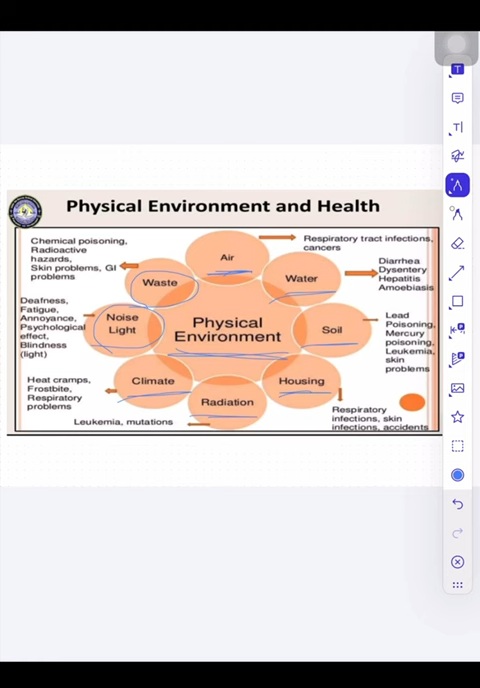 Physical Environment and Health
Chemical poisoning,
Radioactive
hazards,
Skin problems, GI
problems
Air
Respiratory tract infections,
cancers
Waste
Water
Diarrhea
Dysentery
Hepatitis
Amoebiasis
Deafness,
Fatigue,
Annoyance,
Psychological
effect,
Blindness
(light)
Noise
Light
Physical
Environment
Soil
Lead
Poisoning,
Mercury
poisoning,
Leukemia,
skin
problems
Heat cramps,
Frostbite,
Respiratory
problems
Climate
Radiation
Housing
Respiratory
infections, skin
infections, accidents
Leukemia, mutations